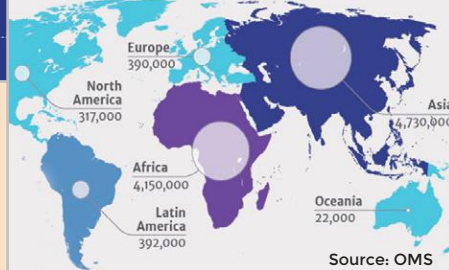 Europe
390,000
North
America
317,000
Asia
4,730,000
Africa
4,150,000
Latin
America
392,000
Oceania
22,000
Source: OMS